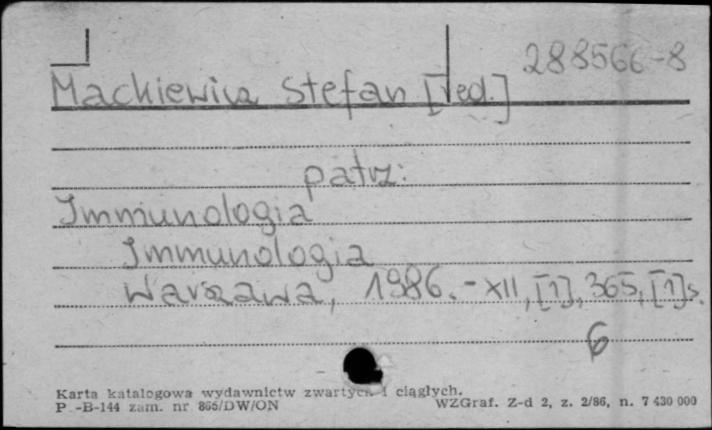 288566-8
Mackiewicz Stefan [red.]
patrz:
Immunologia
Immunologia
Warszawa, 1986. - XII, [1], 365, [1] s.
6
Karta katalogowa wydawnictw zwartych i ciągłych.
P -B-144 zam. nr 865/DW/ON WZGraf. Z-d 2, z. 2/86, n. 7 430 000